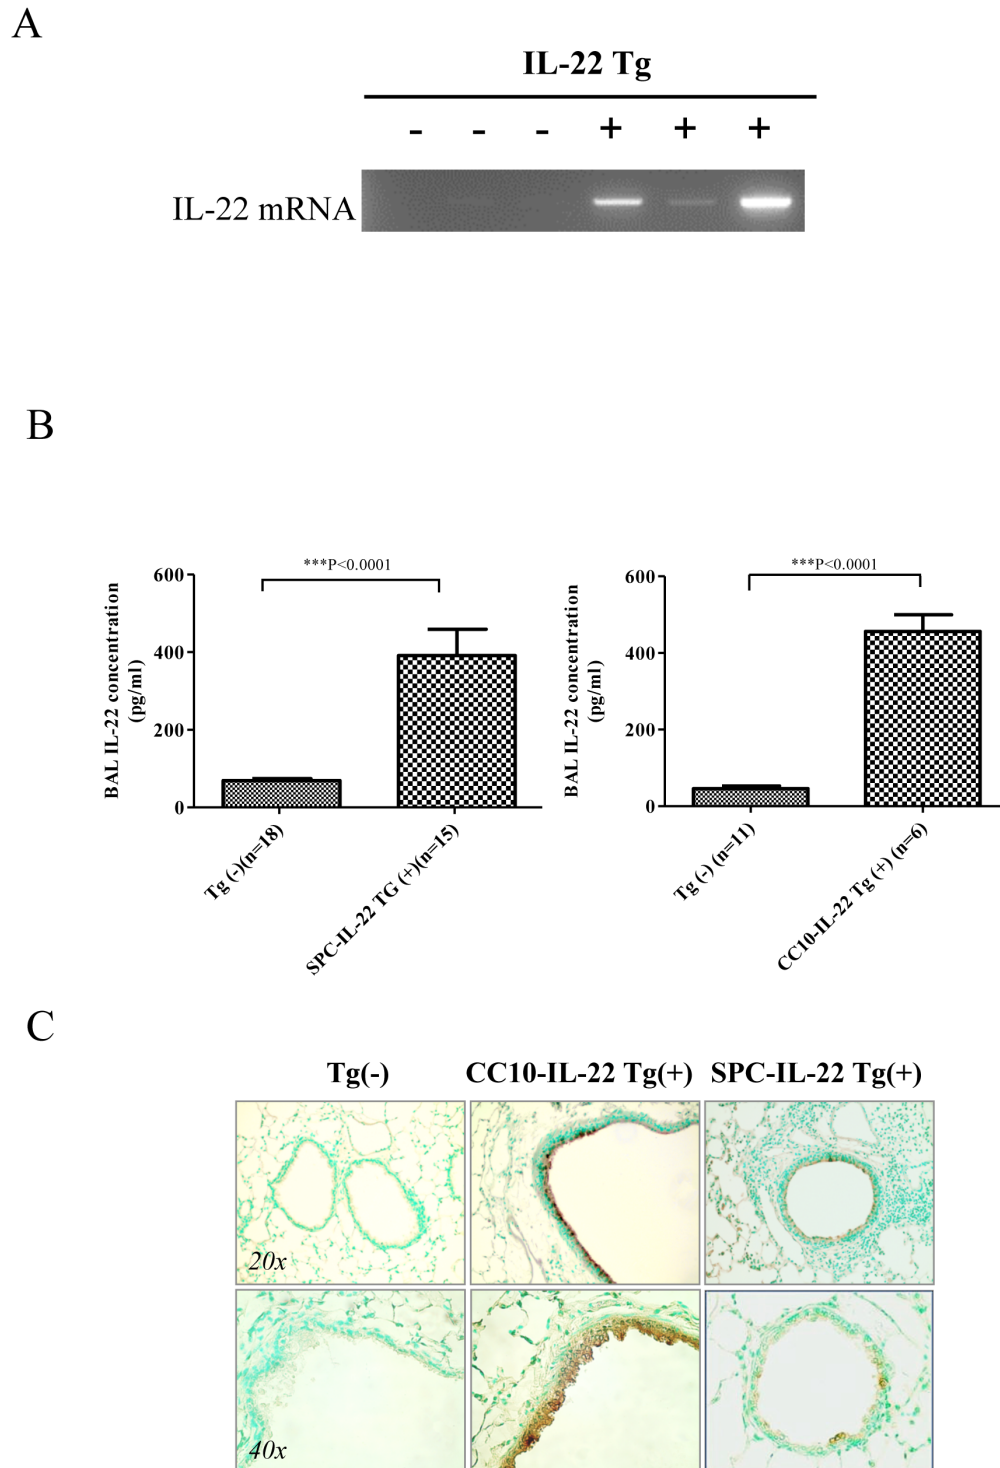 A
IL-22 Tg
- - - + + +
IL-22 mRNA
B
***P<0.0001
600
400
200
0
BAL IL-22 concentration
(pg/ml)
Tg (-)(n=18)
SPC-IL-22 TG (+)(n=15)
***P<0.0001
600
400
200
0
BAL IL-22 concentration
(pg/ml)
Tg (-) (n=11)
CC10-IL-22 Tg (+) (n=6)
C
Tg(-) CC10-IL-22 Tg(+) SPC-IL-22 Tg(+)
20x
40x